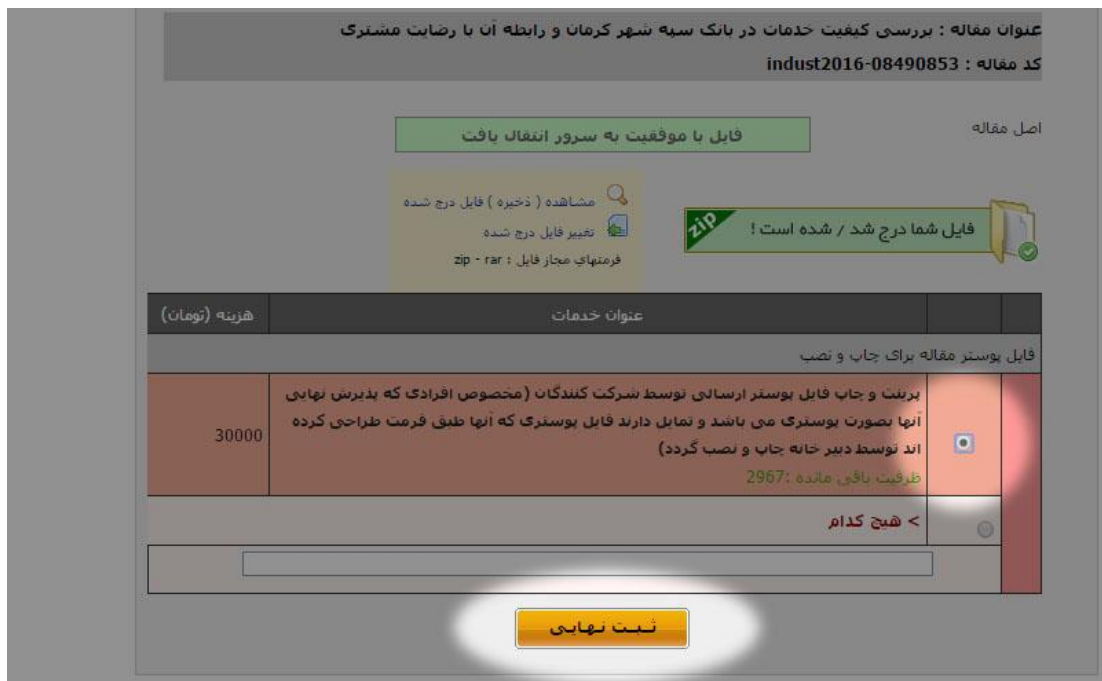 عنوان مقاله : بررسی کیفیت خدمات در بانک سپه شهر کرمان و رابطه آن با رضایت مشتری
کد مقاله : indust2016-08490853
اصل مقاله
فایل با موفقیت به سرور انتقال یافت
مشاهده ( ذخیره ) فایل درج شده
تغییر فایل درج شده
فرمتهای مجاز فایل : zip - rar
فایل شما درج شد / شده است !
zip
عنوان خدمات
هزینه (تومان)
فایل پوستر مقاله برای چاپ و نصب
پرینت و چاپ فایل پوستر ارسالی توسط شرکت کنندگان (مخصوص افرادی که پذیرش نهایی
آنها بصورت پوستری می باشد و تمایل دارند فایل پوستری که آنها طبق فرمت طراحی کرده
اند توسط دبیر خانه چاپ و نصب گردد)
ظرفیت باقی مانده :2967
30000
> هیچ کدام
ثبت نهایی